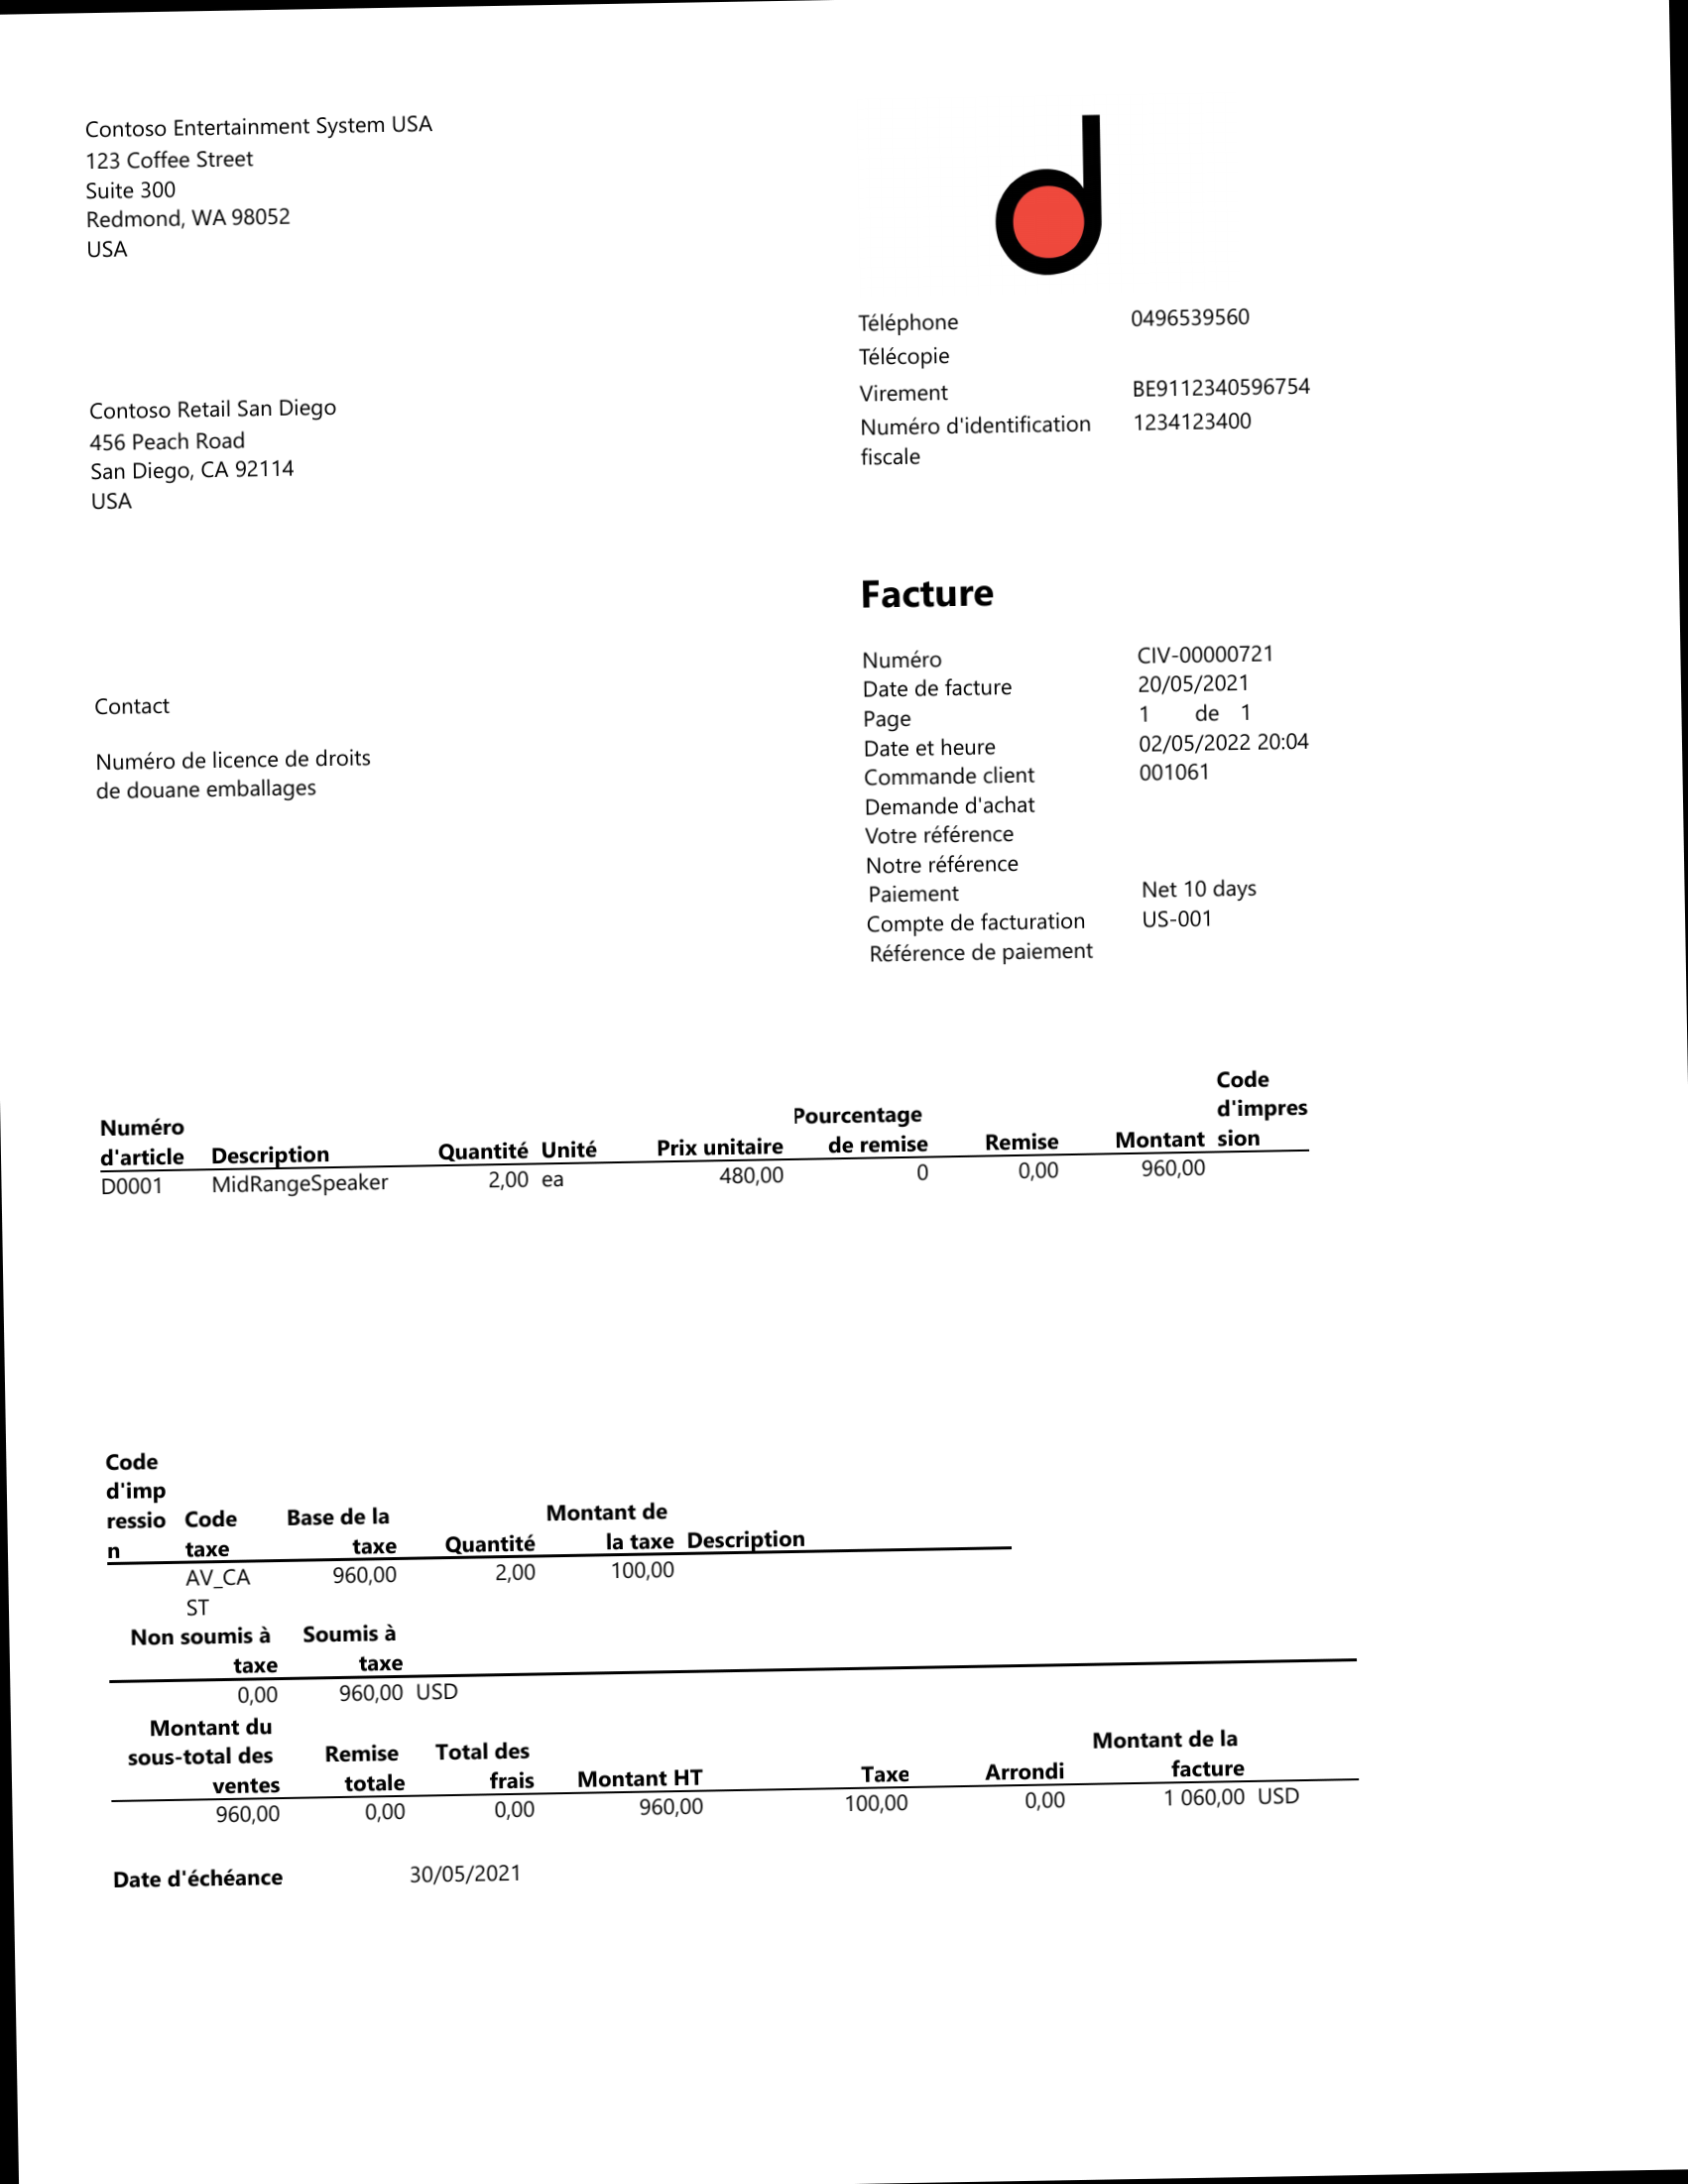 Contoso Entertainment System USA
123 Coffee Street
Suite 300
Redmond, WA 98052
USA
Téléphone 0496539560
Télécopie
Virement BE9112340596754
Numéro d'identification 1234123400
fiscale
Contoso Retail San Diego
456 Peach Road
San Diego, CA 92114
USA
Facture
Numéro CIV-00000721
Date de facture 20/05/2021
Page 1 de 1
Date et heure 02/05/2022 20:04
Commande client 001061
Demande d'achat
Votre référence
Notre référence
Paiement Net 10 days
Compte de facturation US-001
Référence de paiement
Contact
Numéro de licence de droits
de douane emballages
Code
Pourcentage d'impres
Numéro
d'article Description Quantité Unité Prix unitaire de remise Remise Montant sion
D0001 MidRangeSpeaker 2,00 ea 480,00 0 0,00 960,00
Code
d'imp
ressio Code Base de la Montant de
n taxe taxe Quantité la taxe Description
AV_CA 960,00 2,00 100,00
ST
Non soumis à Soumis à
taxe taxe
0,00 960,00 USD
Montant du
sous-total des Remise Total des Montant de la
ventes totale frais Montant HT Taxe Arrondi facture
960,00 0,00 0,00 960,00 100,00 0,00 1 060,00 USD
Date d'échéance 30/05/2021